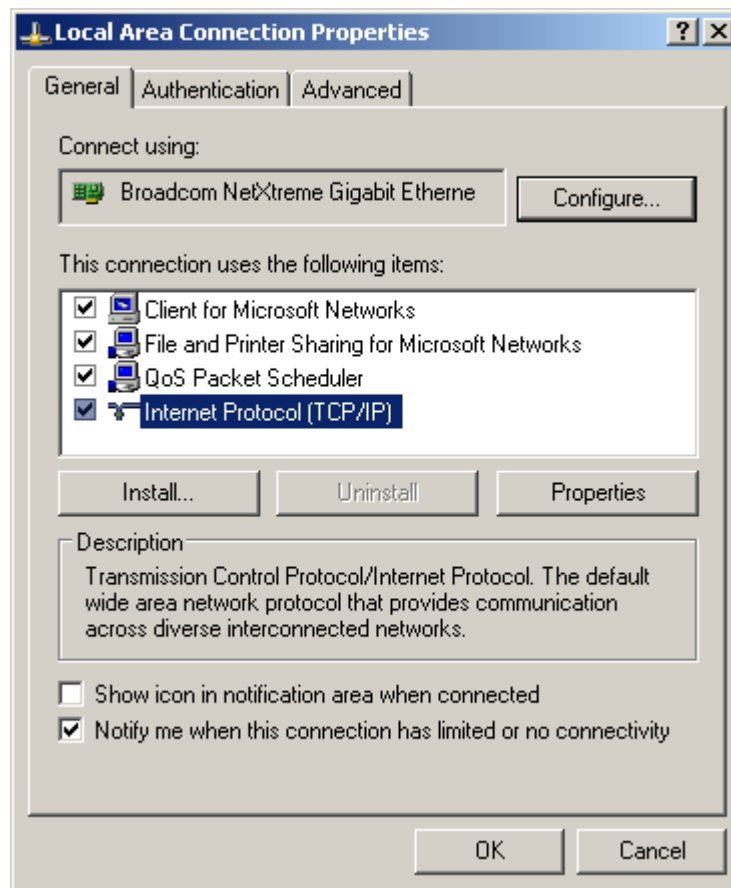 Local Area Connection Properties
General Authentication Advanced
Connect using:
Broadcom NetXtreme Gigabit Etherne Configure...
This connection uses the following items:
Client for Microsoft Networks
File and Printer Sharing for Microsoft Networks
QoS Packet Scheduler
Internet Protocol (TCP/IP)
Install... Uninstall Properties
Description
Transmission Control Protocol/Internet Protocol. The default
wide area network protocol that provides communication
across diverse interconnected networks.
Show icon in notification area when connected
Notify me when this connection has limited or no connectivity
OK Cancel